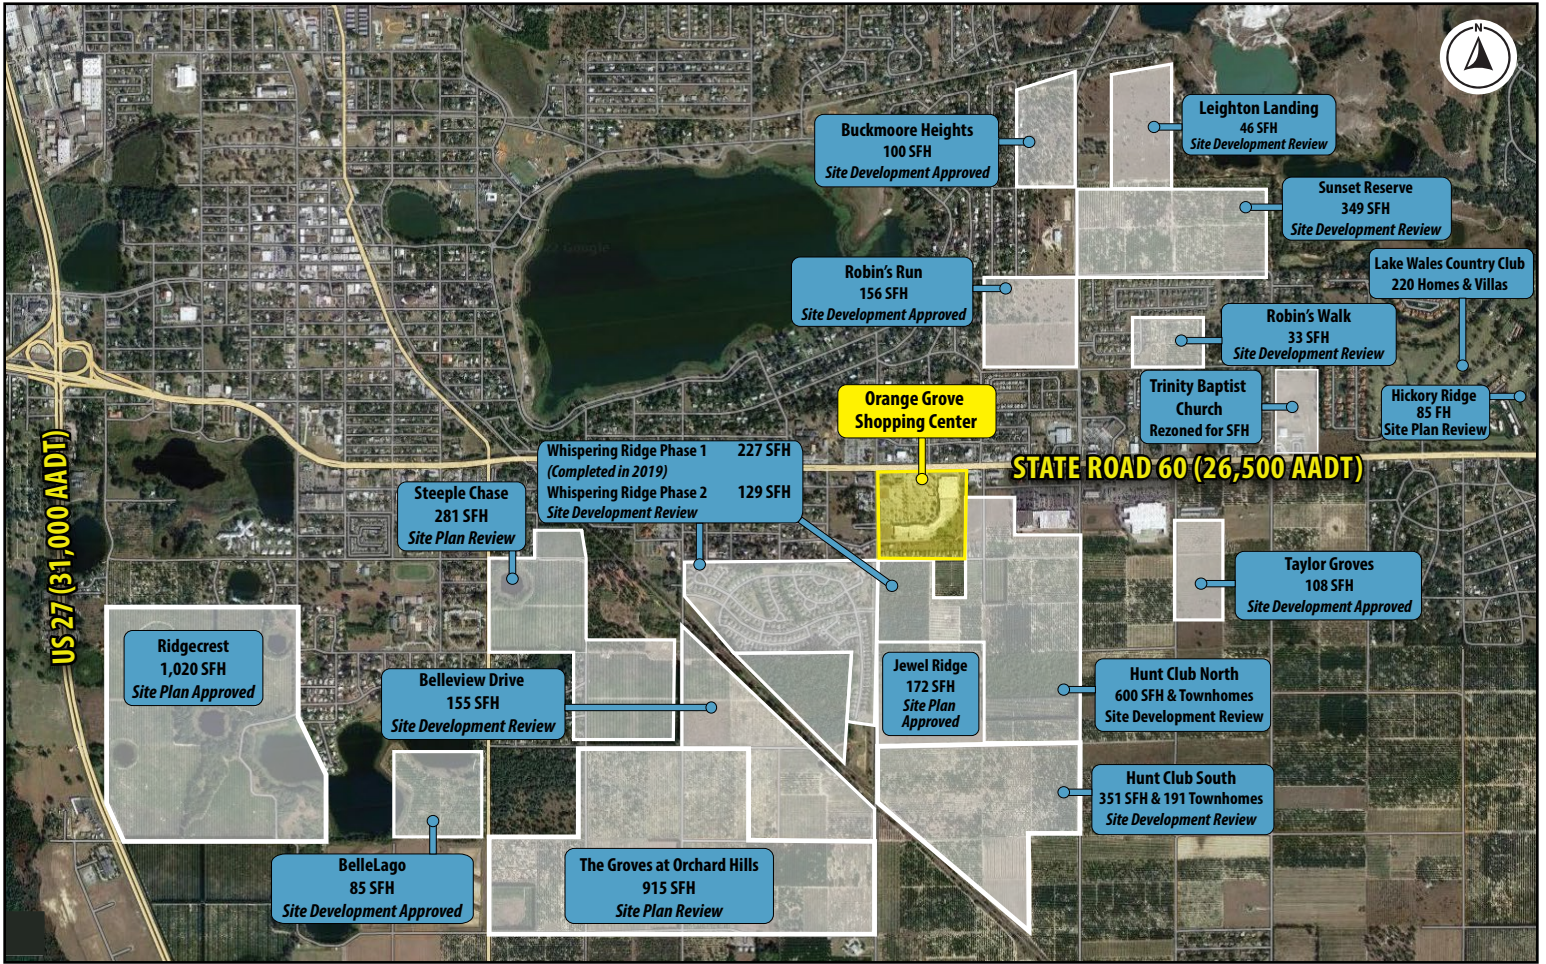 N
Leighton Landing
46 SFH
Site Development Review
Buckmoore Heights
100 SFH
Site Development Approved
Sunset Reserve
349 SFH
Site Development Review
Lake Wales Country Club
220 Homes & Villas
Robin's Run
156 SFH
Site Development Approved
Robin's Walk
33 SFH
Site Development Review
Trinity Baptist
Church
Rezoned for SFH
Hickory Ridge
85 FH
Site Plan Review
Orange Grove
Shopping Center
Whispering Ridge Phase 1 227 SFH
(Completed in 2019)
Whispering Ridge Phase 2 129 SFH
Site Development Review
STATE ROAD 60 (26,500 AADT)
US 27 (31,000 AADT)
Steeple Chase
281 SFH
Site Plan Review
Taylor Groves
108 SFH
Site Development Approved
Ridgecrest
1,020 SFH
Site Plan Approved
Belleview Drive
155 SFH
Site Development Review
Jewel Ridge
172 SFH
Site Plan
Approved
Hunt Club North
600 SFH & Townhomes
Site Development Review
Hunt Club South
351 SFH & 191 Townhomes
Site Development Review
BelleLago
85 SFH
Site Development Approved
The Groves at Orchard Hills
915 SFH
Site Plan Review